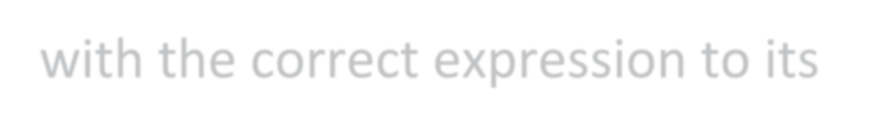 with the correct expression to its